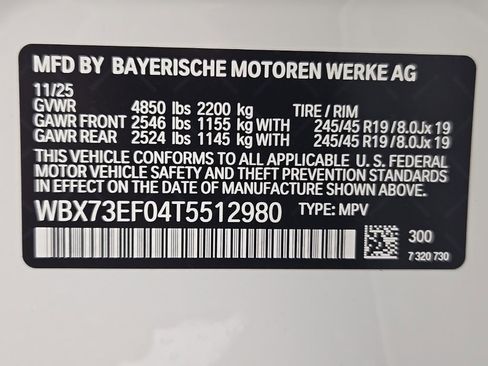 MFD BY BAYERISCHE MOTOREN WERKE AG
11/25
GVWR 4850 lbs 2200 kg TIRE / RIM
GAWR FRONT 2546 lbs 1155 kg WITH 245/45 R19 / 8.0Jx 19
GAWR REAR 2524 lbs 1145 kg WITH 245/45 R19 / 8.0Jx 19
THIS VEHICLE CONFORMS TO ALL APPLICABLE U. S. FEDERAL
MOTOR VEHICLE SAFETY AND THEFT PREVENTION STANDARDS
IN EFFECT ON THE DATE OF MANUFACTURE SHOWN ABOVE.
WBX73EF04T5512980 TYPE: MPV
300
7 320 730